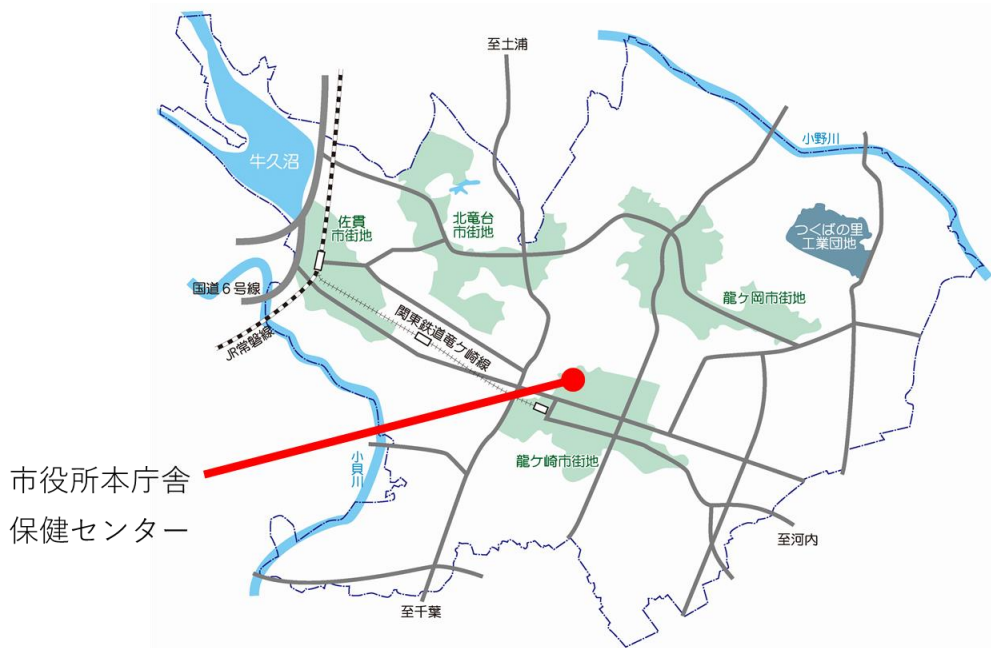 至土浦
小野川
牛久沼
佐貫
市街地
北竜台
市街地
つくばの里
工業団地
国道6号線
龍ヶ岡市街地
関東鉄道竜ヶ崎線
JR常磐線
小貝川
龍ケ崎市街地
市役所本庁舎
保健センター
至河内
至千葉